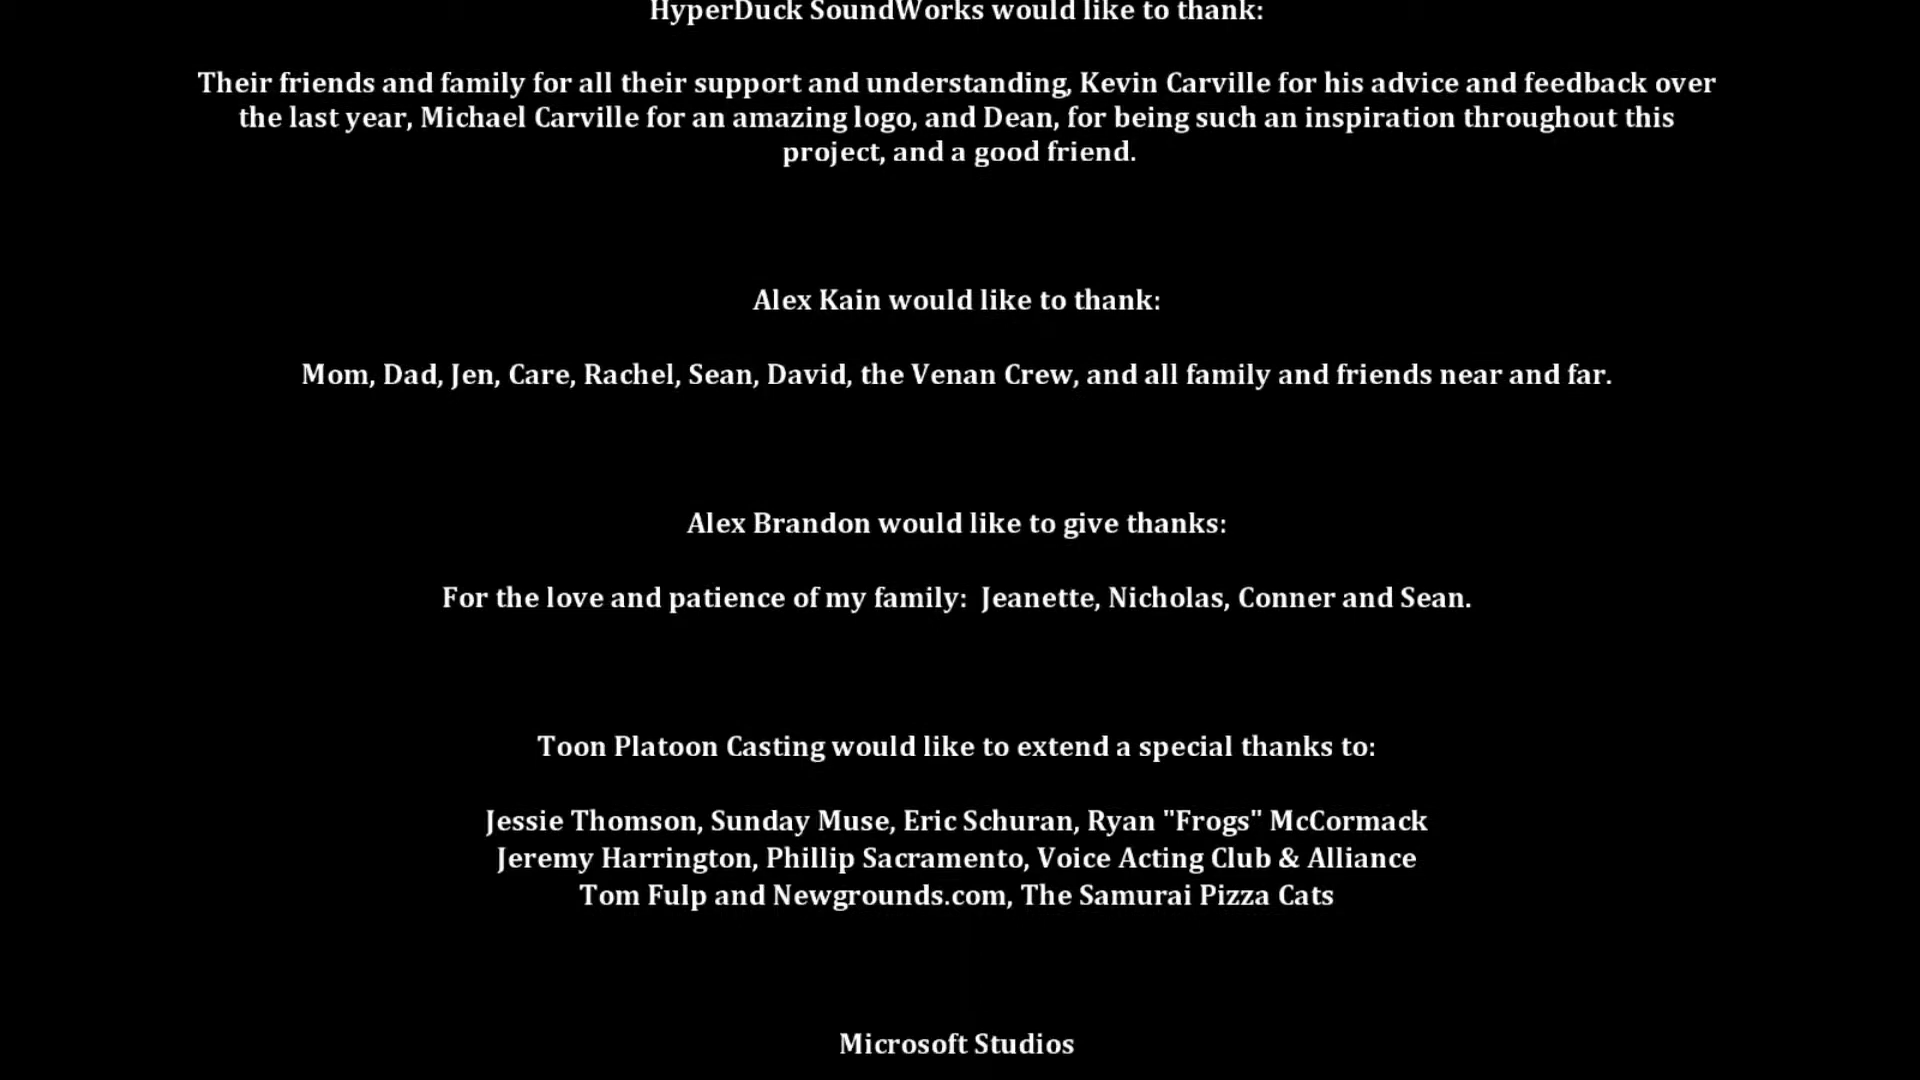 HyperDuck SoundWorks would like to thank:
Their friends and family for all their support and understanding, Kevin Carville for his advice and feedback over
the last year, Michael Carville for an amazing logo, and Dean, for being such an inspiration throughout this
project, and a good friend.
Alex Kain would like to thank:
Mom, Dad, Jen, Care, Rachel, Sean, David, the Venan Crew, and all family and friends near and far.
Alex Brandon would like to give thanks:
For the love and patience of my family:  Jeanette, Nicholas, Conner and Sean.
Toon Platoon Casting would like to extend a special thanks to:
Jessie Thomson, Sunday Muse, Eric Schuran, Ryan "Frogs" McCormack
Jeremy Harrington, Phillip Sacramento, Voice Acting Club & Alliance
Tom Fulp and Newgrounds.com, The Samurai Pizza Cats
Microsoft Studios